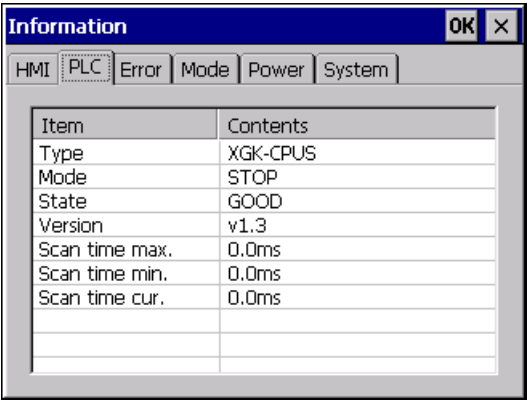 Information OK ×
HMI PLC Error Mode Power System
Item Contents
Type XGK-CPUS
Mode STOP
State GOOD
Version v1.3
Scan time max. 0.0ms
Scan time min. 0.0ms
Scan time cur. 0.0ms